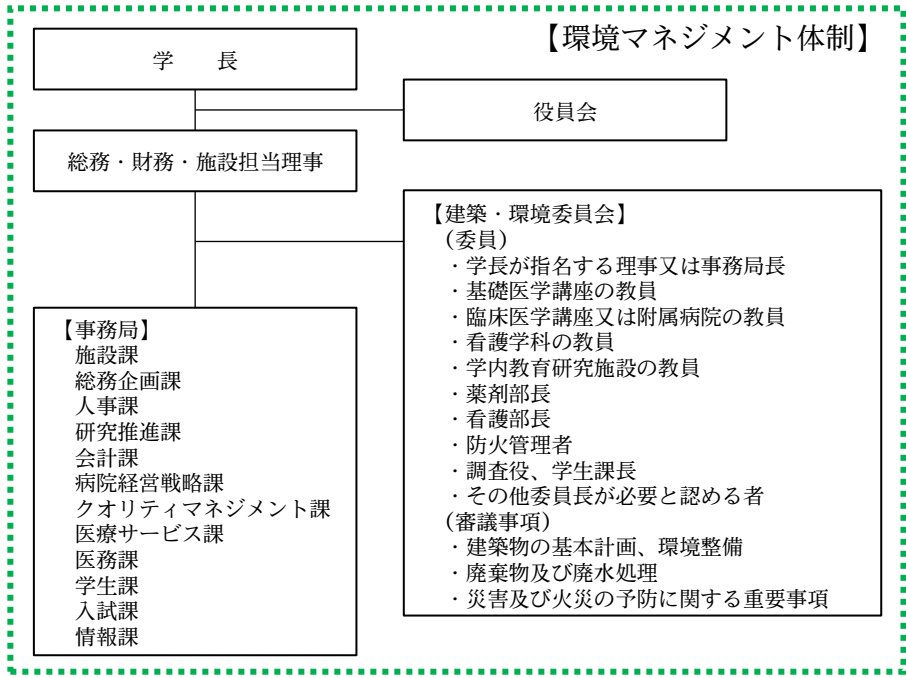 【環境マネジメント体制】
学　長
役員会
総務・財務・施設担当理事
【建築・環境委員会】
(委員)
・学長が指名する理事又は事務局長
・基礎医学講座の教員
・臨床医学講座又は附属病院の教員
・看護学科の教員
・学内教育研究施設の教員
・薬剤部長
・看護部長
・防火管理者
・調査役、学生課長
・その他委員長が必要と認める者
(審議事項)
・建築物の基本計画、環境整備
・廃棄物及び廃水処理
・災害及び火災の予防に関する重要事項
【事務局】
施設課
総務企画課
人事課
研究推進課
会計課
病院経営戦略課
クオリティマネジメント課
医療サービス課
医務課
学生課
入試課
情報課